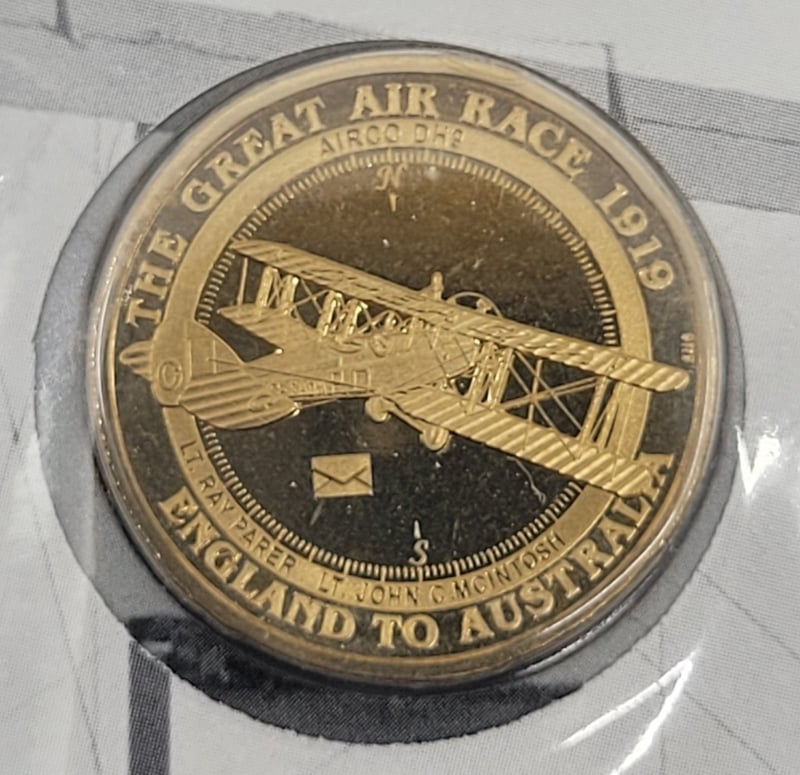 THE GREAT AIR RACE 1919
AIRCO DH9
N
S
LT. RAY PARER LT. JOHN C MCINTOSH
ENGLAND TO AUSTRALIA